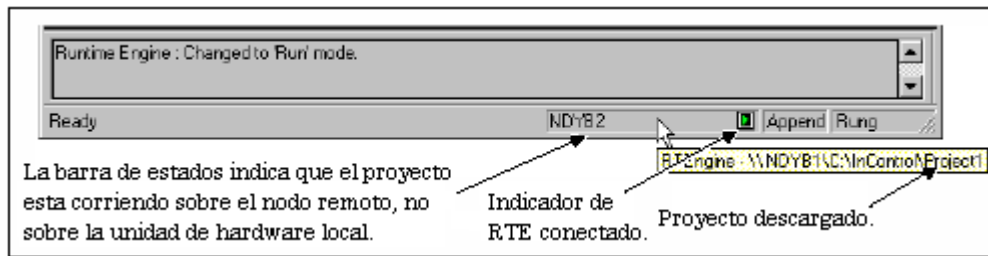 Runtime Engine : Changed to 'Run' mode.
Ready
NDYB2
Append
Rung
RTEngine - \\NDYB1\C:\InControl\Project1
La barra de estados indica que el proyecto
esta corriendo sobre el nodo remoto, no
sobre la unidad de hardware local.
Indicador de
RTE conectado.
Proyecto descargado.